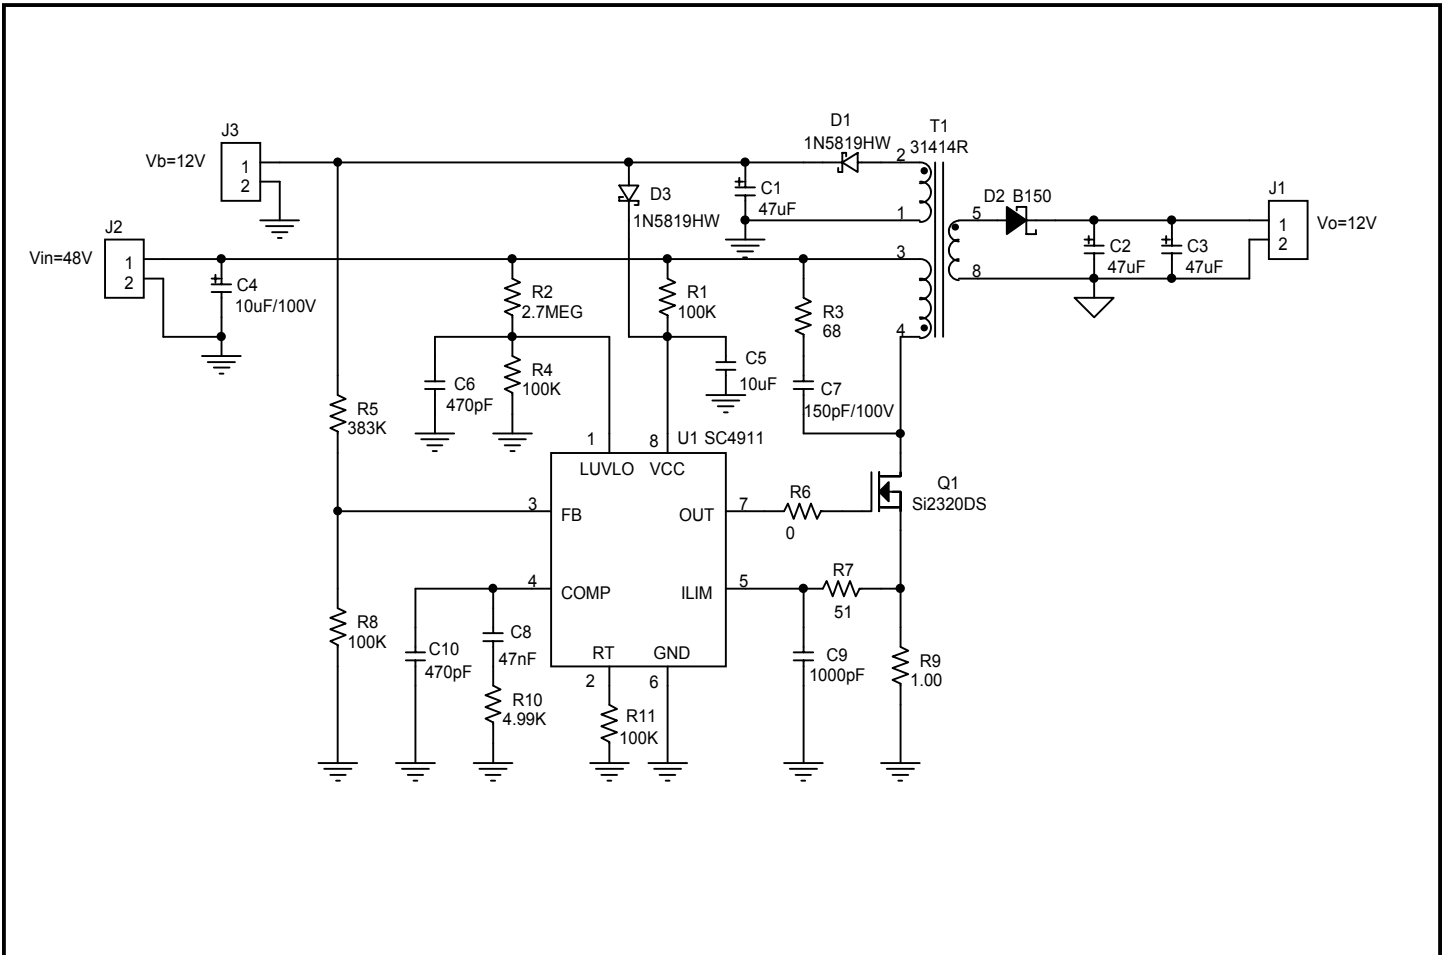 D1
1N5819HW
T1
31414R
2
J3
Vb=12V
1
2
D3
1N5819HW
C1
47uF
1
D2 B150
5
J1
1
2
Vo=12V
J2
Vin=48V
1
2
C4
10uF/100V
3
C2
47uF
C3
47uF
8
R2
2.7MEG
R1
100K
R3
68
4
C6
470pF
R4
100K
C5
10uF
C7
150pF/100V
R5
383K
1
8
U1 SC4911
LUVLO
VCC
3
FB
OUT
7
R6
0
Q1
Si2320DS
4
COMP
ILIM
5
R7
51
R8
100K
C10
470pF
C8
47nF
RT
GND
2
6
C9
1000pF
R9
1.00
R10
4.99K
R11
100K